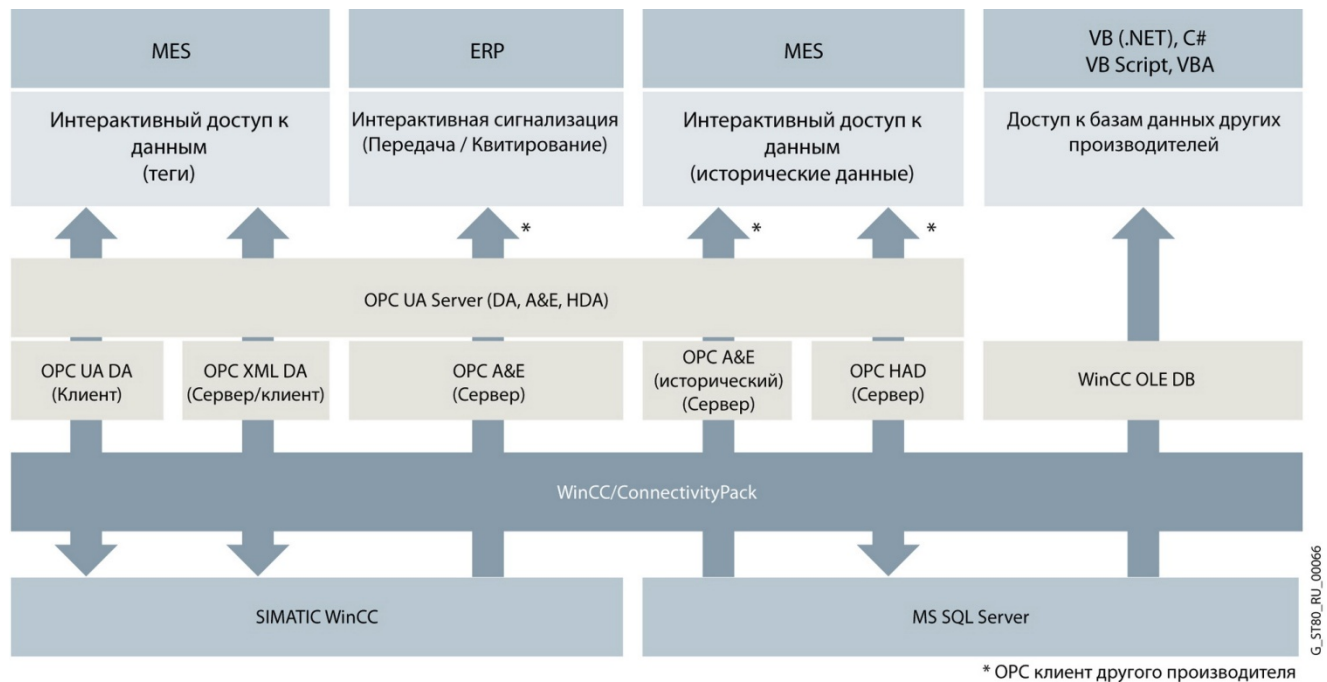 MES
ERP
MES
VB (.NET), C#
VB Script, VBA
Интерактивный доступ к
данным
(теги)
Интерактивная сигнализация
(Передача / Квитирование)
Интерактивный доступ к
данным
(исторические данные)
Доступ к базам данных других
производителей
*
*
*
OPC UA Server (DA, A&E, HDA)
OPC UA DA
(Клиент)
OPC XML DA
(Сервер/клиент)
OPC A&E
(Сервер)
OPC A&E
(исторический)
(Сервер)
OPC HAD
(Сервер)
WinCC OLE DB
WinCC/ConnectivityPack
SIMATIC WinCC
MS SQL Server
G_ST80_RU_00066
* OPC клиент другого производителя